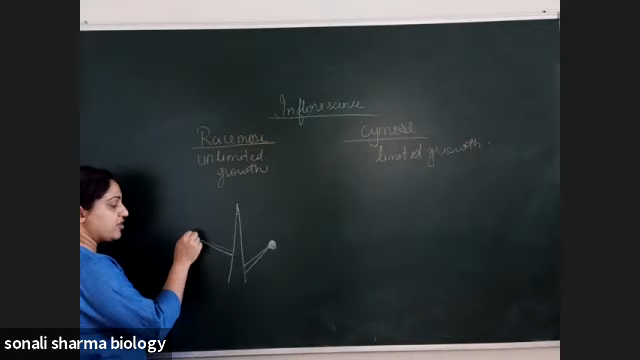 Inflorescence
Racemose
Cymose
unlimited
growth
limited growth.
sonali sharma biology